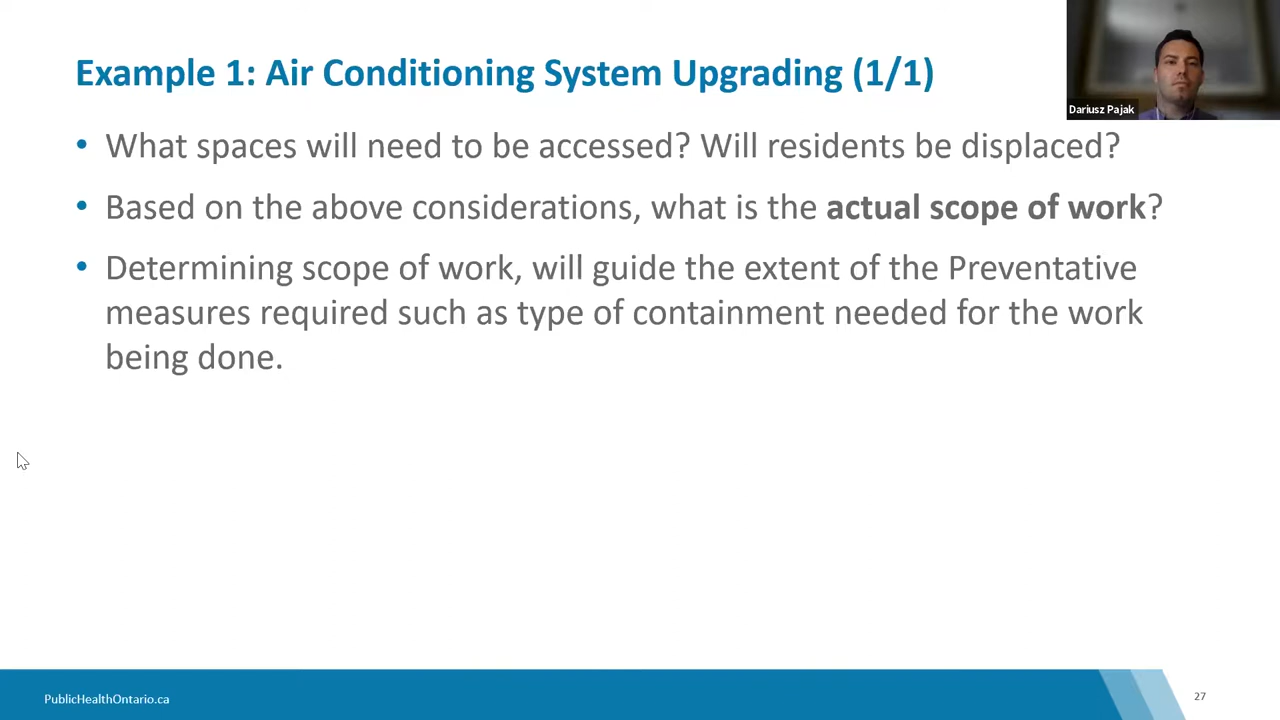 Example 1: Air Conditioning System Upgrading (1/1)
Dariusz Pajak
• What spaces will need to be accessed? Will residents be displaced?
• Based on the above considerations, what is the actual scope of work?
• Determining scope of work, will guide the extent of the Preventative
measures required such as type of containment needed for the work
being done.
PublicHealthOntario.ca
27